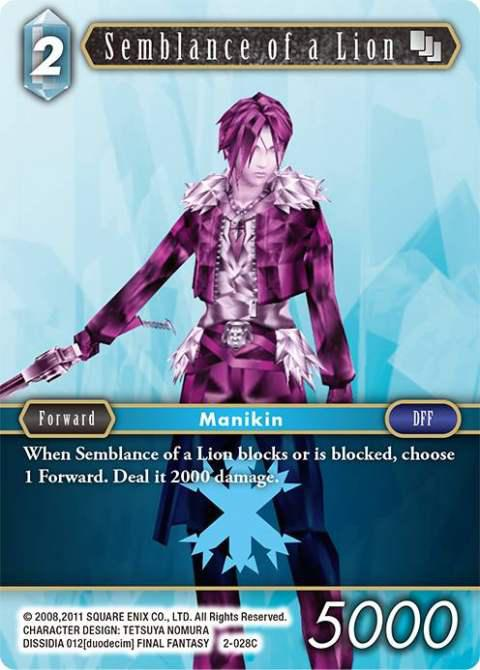 2
Semblance of a Lion
Forward
Manikin
DFF
When Semblance of a Lion blocks or is blocked, choose
1 Forward. Deal it 2000 damage.
© 2008,2011 SQUARE ENIX CO., LTD. All Rights Reserved.
CHARACTER DESIGN: TETSUYA NOMURA
DISSIDIA 012[duodecim] FINAL FANTASY 2-028C
5000